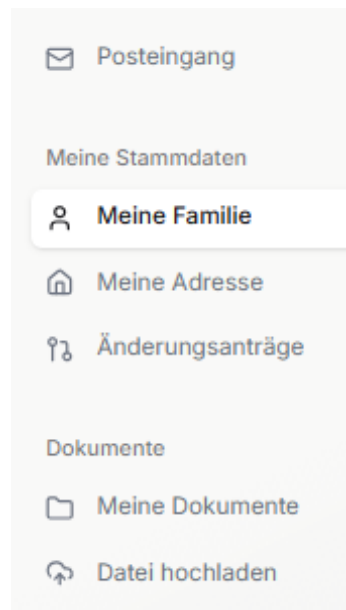 Posteingang
Meine Stammdaten
Meine Familie
Meine Adresse
Änderungsanträge
Dokumente
Meine Dokumente
Datei hochladen